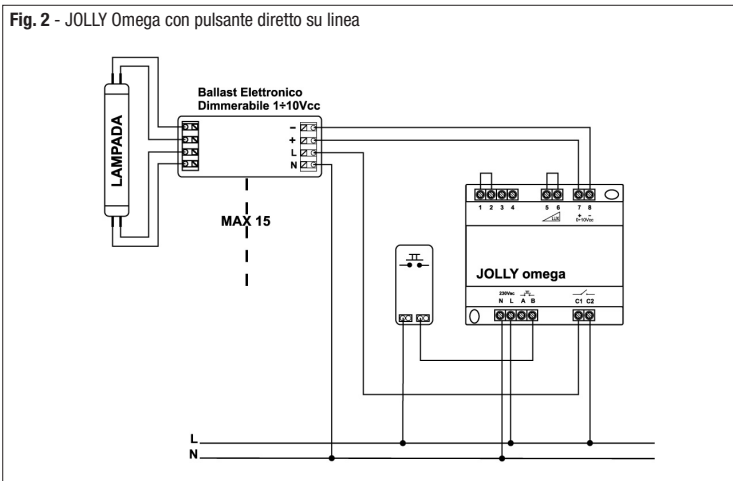 Fig. 2 - JOLLY Omega con pulsante diretto su linea
Ballast Elettronico
Dimmerabile 1÷10Vcc
LAMPADA
−
+
L
N
MAX 15
1 2 3 4
5 6
7 8
LUX
+ −
0÷10Vcc
JOLLY omega
230Vac
N L A B
C1 C2
L
N